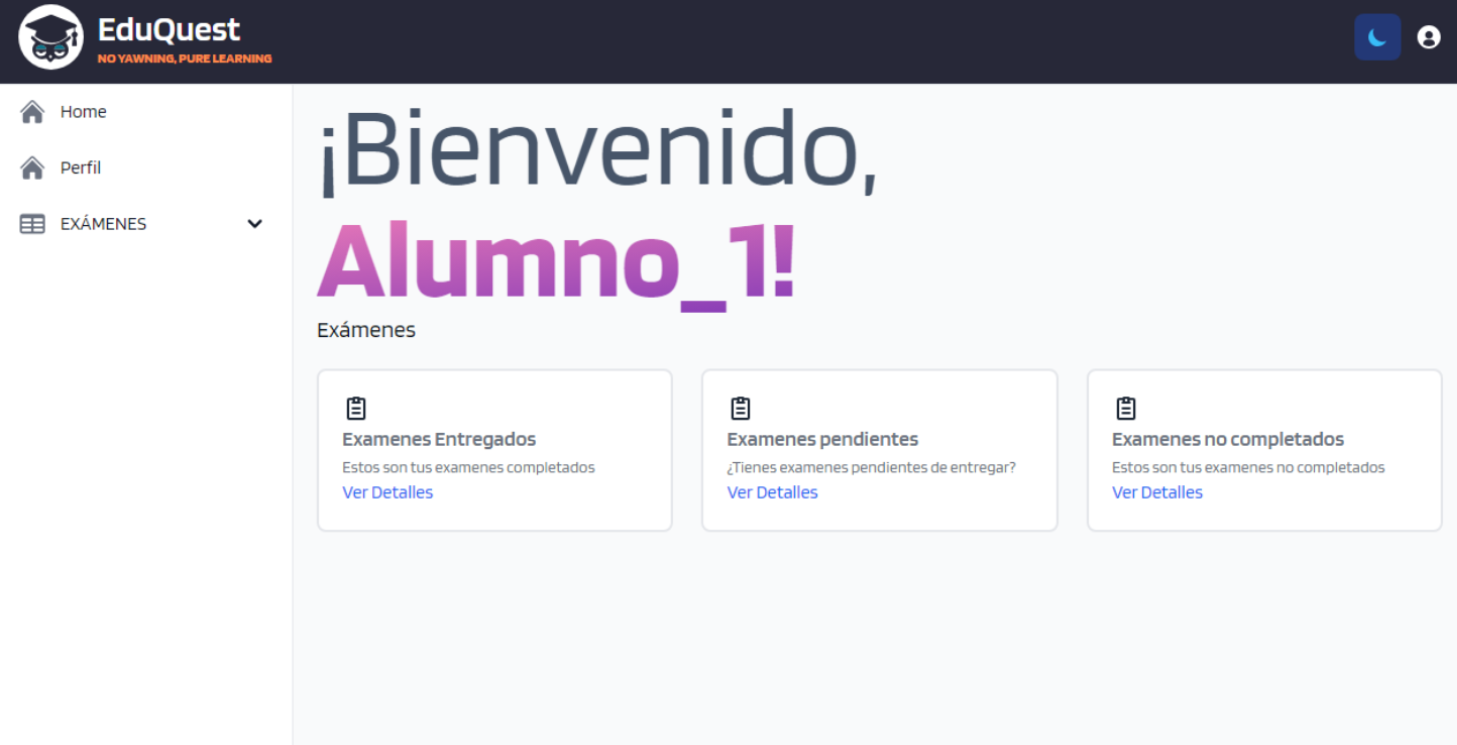 EduQuest
NO YAWNING, PURE LEARNING
Home
Perfil
EXÁMENES
¡Bienvenido,
Alumno_1!
Exámenes
Examenes Entregados
Estos son tus examenes completados
Ver Detalles
Examenes pendientes
¿Tienes examenes pendientes de entregar?
Ver Detalles
Examenes no completados
Estos son tus examenes no completados
Ver Detalles